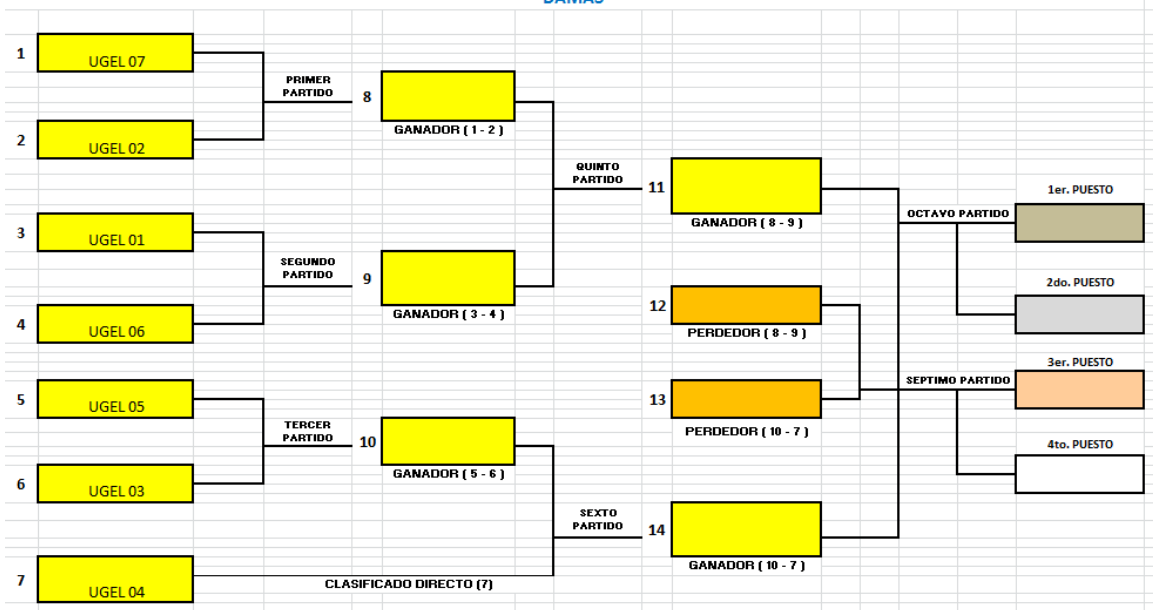 DAMAS
1
UGEL 07
2
UGEL 02
PRIMER
PARTIDO
8
GANADOR ( 1 - 2 )
3
UGEL 01
4
UGEL 06
SEGUNDO
PARTIDO
9
GANADOR ( 3 - 4 )
QUINTO
PARTIDO
11
GANADOR ( 8 - 9 )
12
PERDEDOR ( 8 - 9 )
5
UGEL 05
6
UGEL 03
TERCER
PARTIDO
10
GANADOR ( 5 - 6 )
13
PERDEDOR ( 10 - 7 )
7
UGEL 04
CLASIFICADO DIRECTO (7)
SEXTO
PARTIDO
14
GANADOR ( 10 - 7 )
OCTAVO PARTIDO
1er. PUESTO
2do. PUESTO
SEPTIMO PARTIDO
3er. PUESTO
4to. PUESTO